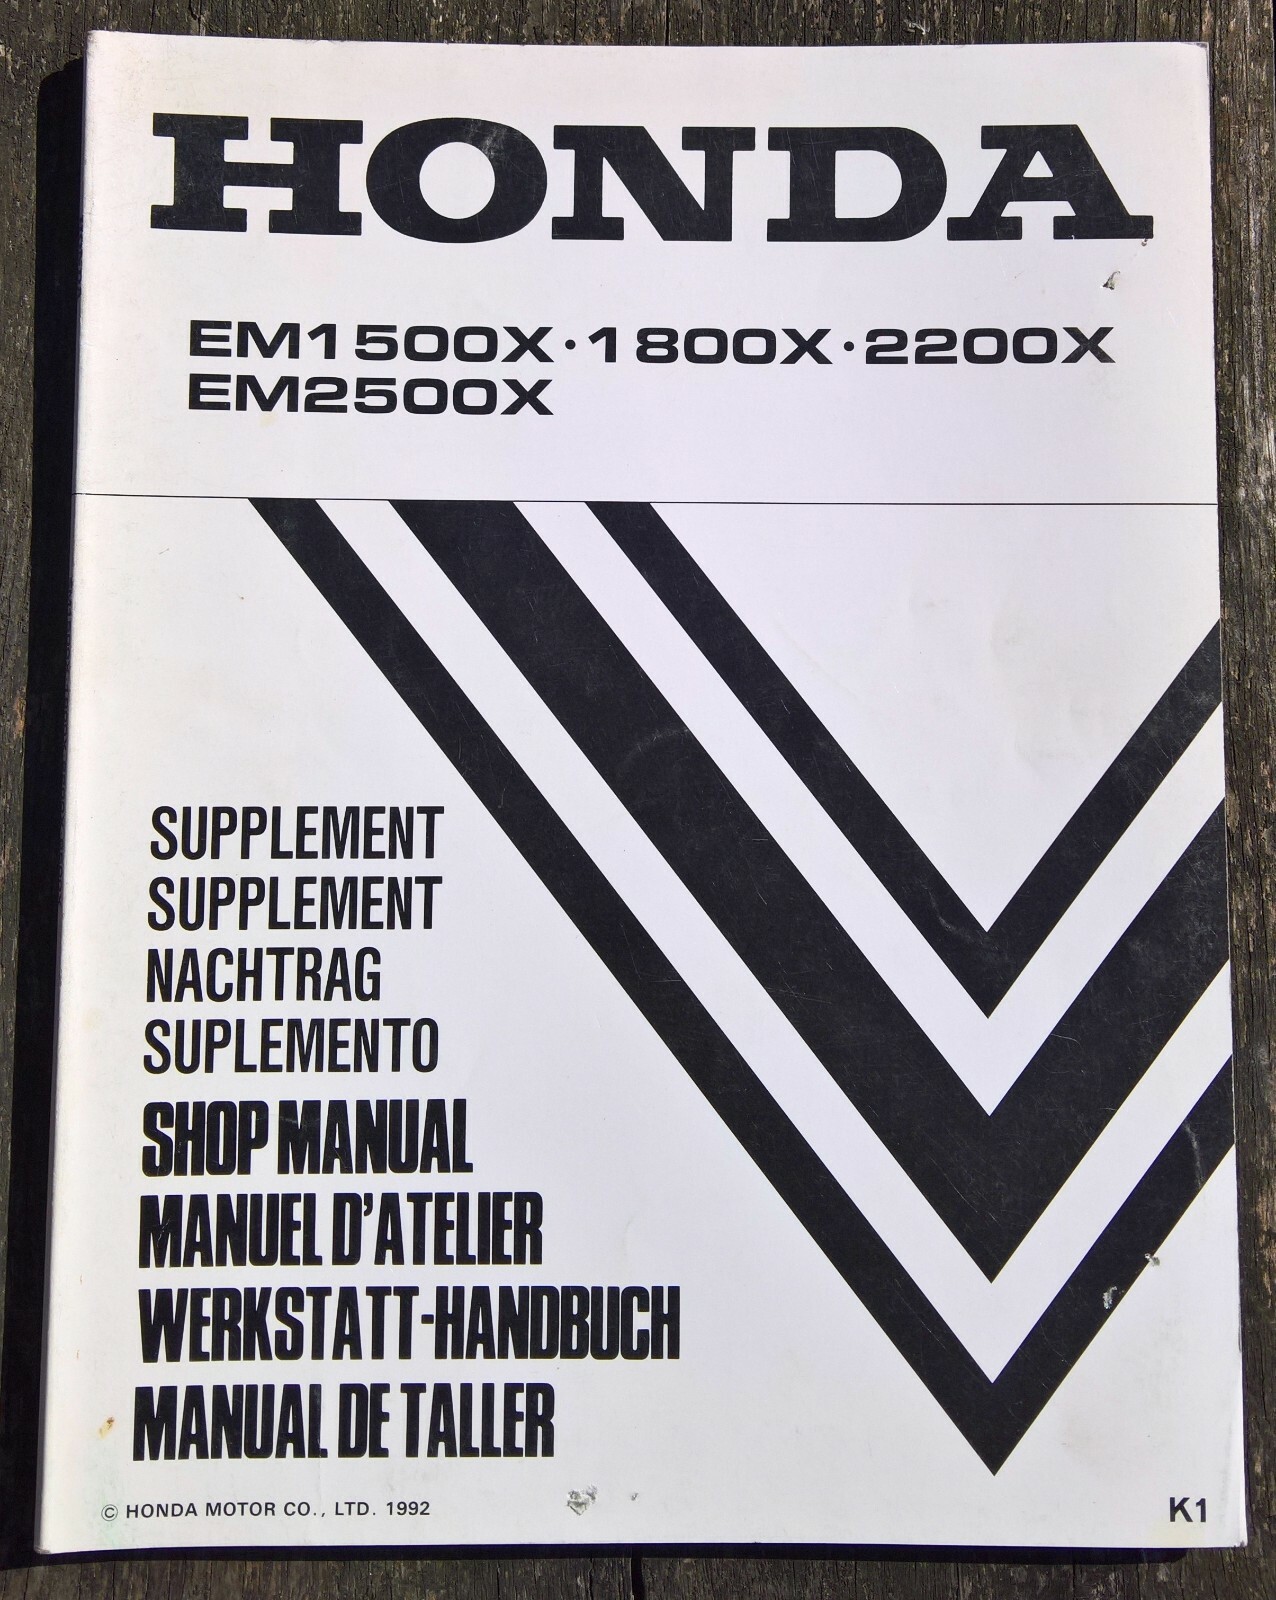 HONDA
EM1500X·1800X·2200X
EM2500X
SUPPLEMENT
SUPPLEMENT
NACHTRAG
SUPLEMENTO
SHOP MANUAL
MANUEL D'ATELIER
WERKSTATT-HANDBUCH
MANUAL DE TALLER
© HONDA MOTOR CO., LTD. 1992
K1